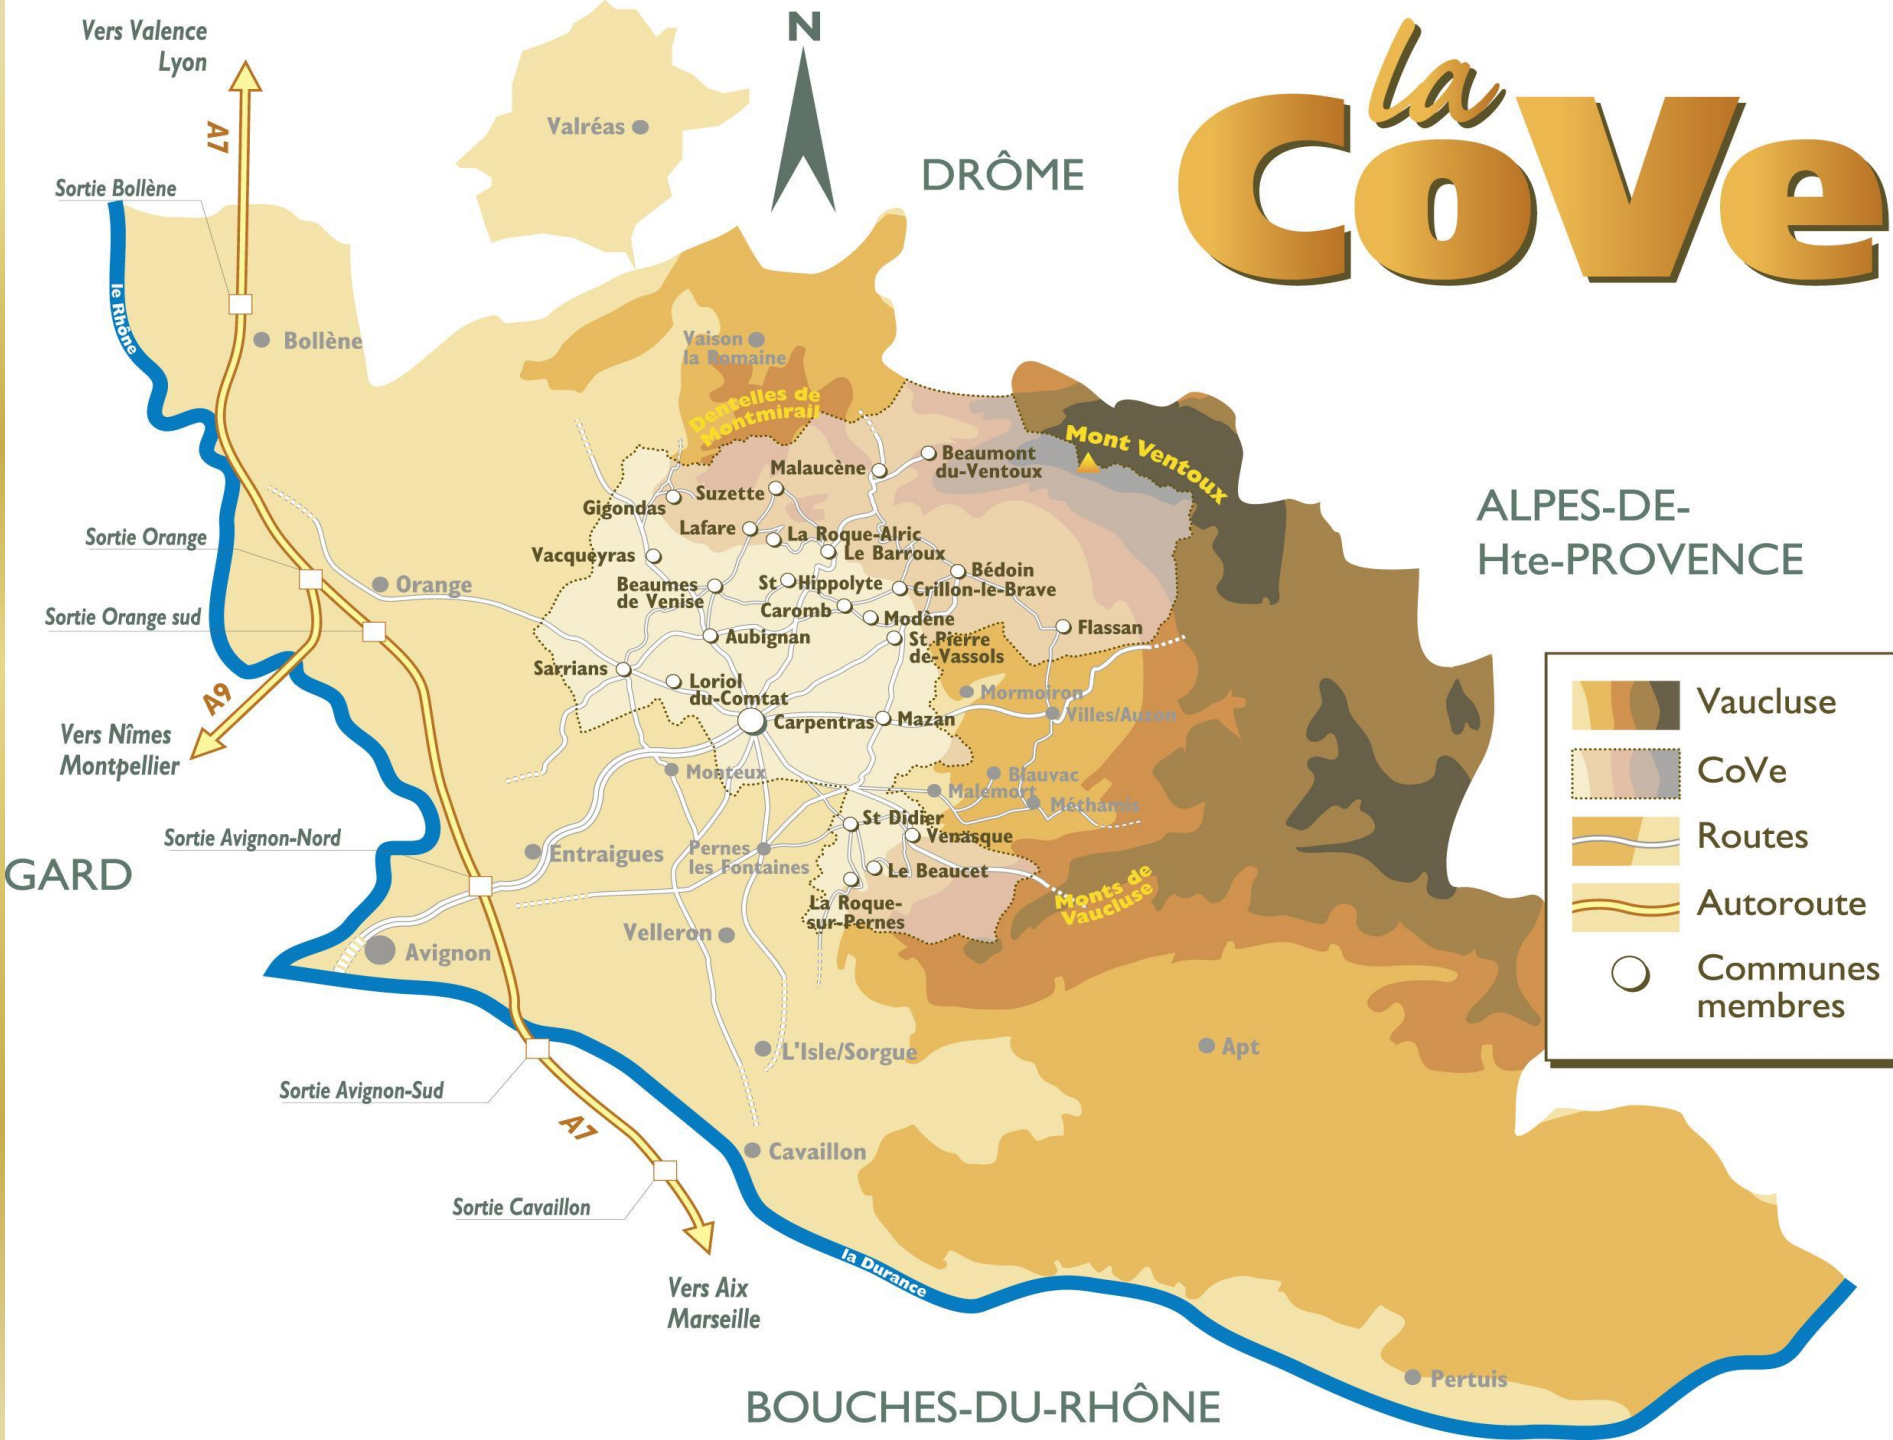 Vers Valence
Lyon
N
la
CoVe
A7
Valréas
DRÔME
Sortie Bollène
le Rhône
Bollène
Vaison
la Romaine
Dentelles de
Montmirail
Mont Ventoux
Malaucène
Beaumont
du-Ventoux
Suzette
Gigondas
ALPES-DE-
Hte-PROVENCE
Lafare
La Roque-Alric
Sortie Orange
Vacqueyras
Le Barroux
Orange
Beaumes
de Venise
St Hippolyte
Bédoin
Crillon-le-Brave
Caromb
Modène
Sortie Orange sud
Aubignan
St Pierre
de-Vassols
Flassan
Sarrians
Loriol
du-Comtat
Mormoiron
A9
Carpentras
Mazan
Villes/Auzon
Vaucluse
Vers Nîmes
Montpellier
Monteux
Blauvac
Malemort
Méthamis
CoVe
St Didier
Venasque
Routes
Sortie Avignon-Nord
Entraigues
Pernes
les Fontaines
GARD
Le Beaucet
Monts de
Vaucluse
La Roque-
sur-Pernes
Autoroute
Velleron
Avignon
Communes
membres
L'Isle/Sorgue
Apt
Sortie Avignon-Sud
A7
Cavaillon
Sortie Cavaillon
la Durance
Vers Aix
Marseille
Pertuis
BOUCHES-DU-RHÔNE